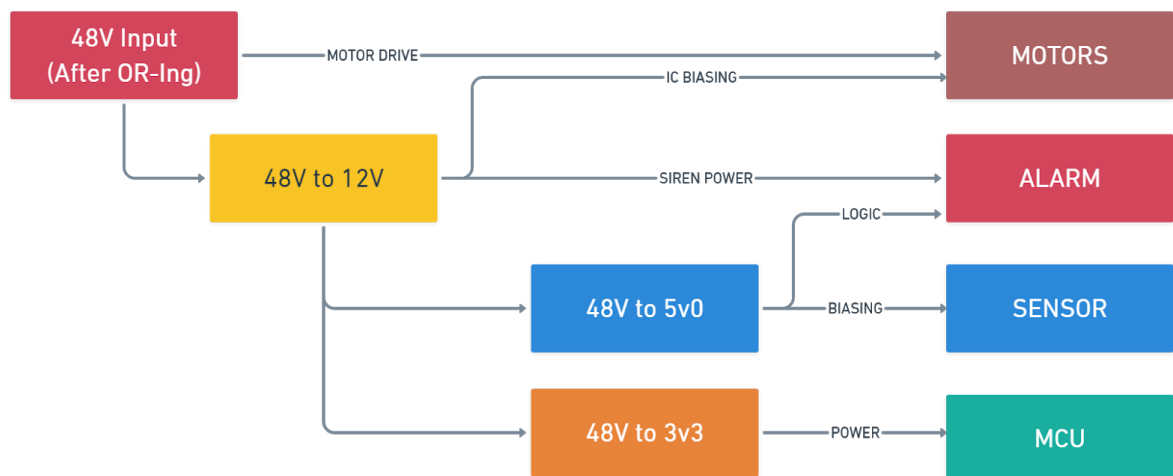 48V Input
(After OR-Ing)
MOTOR DRIVE
MOTORS
IC BIASING
48V to 12V
SIREN POWER
ALARM
LOGIC
48V to 5v0
BIASING
SENSOR
48V to 3v3
POWER
MCU